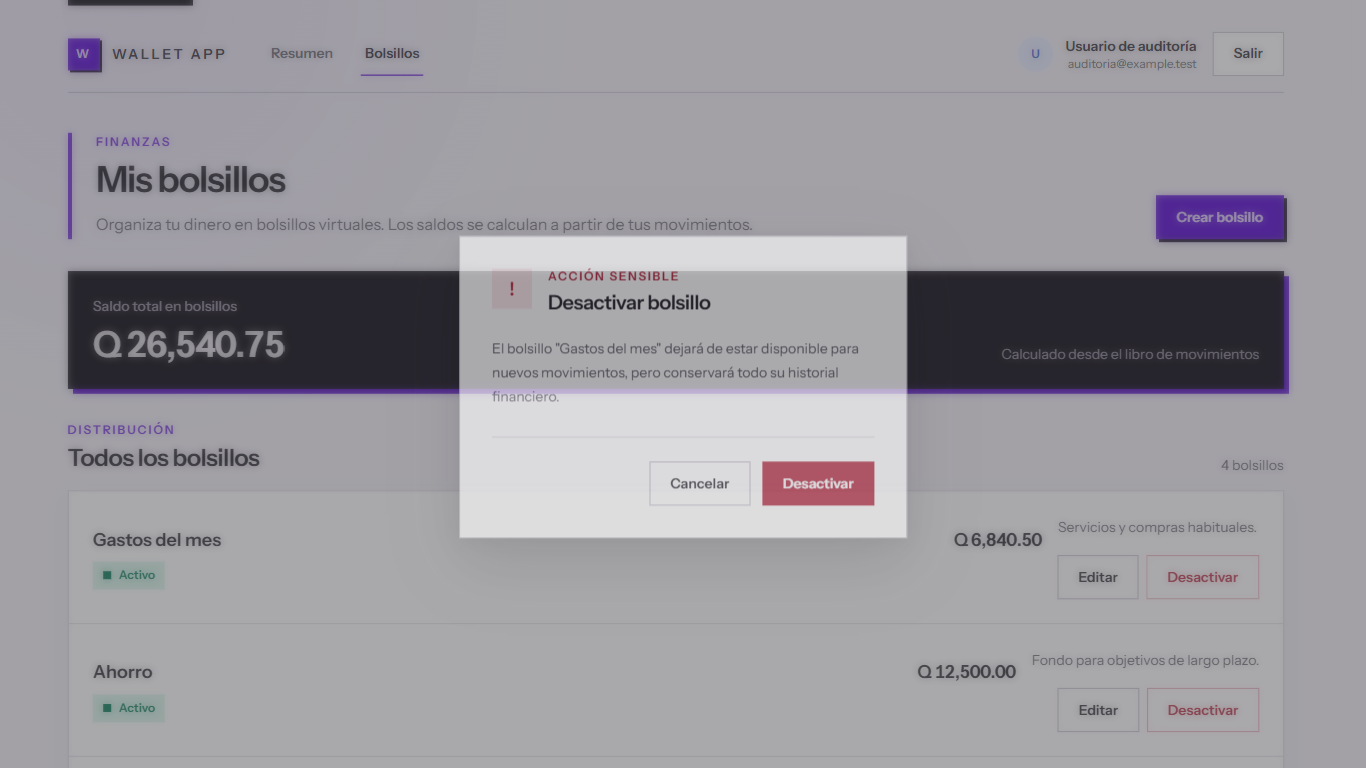 W
WALLET APP
Resumen
Bolsillos
U
Usuario de auditoría
auditoria@example.test
Salir
FINANZAS
Mis bolsillos
Organiza tu dinero en bolsillos virtuales. Los saldos se calculan a partir de tus movimientos.
Crear bolsillo
Saldo total en bolsillos
Q 26,540.75
Calculado desde el libro de movimientos
!
ACCIÓN SENSIBLE
Desactivar bolsillo
El bolsillo "Gastos del mes" dejará de estar disponible para
nuevos movimientos, pero conservará todo su historial
financiero.
Cancelar
Desactivar
DISTRIBUCIÓN
Todos los bolsillos
4 bolsillos
Gastos del mes
Activo
Q 6,840.50
Servicios y compras habituales.
Editar
Desactivar
Ahorro
Activo
Q 12,500.00
Fondo para objetivos de largo plazo.
Editar
Desactivar